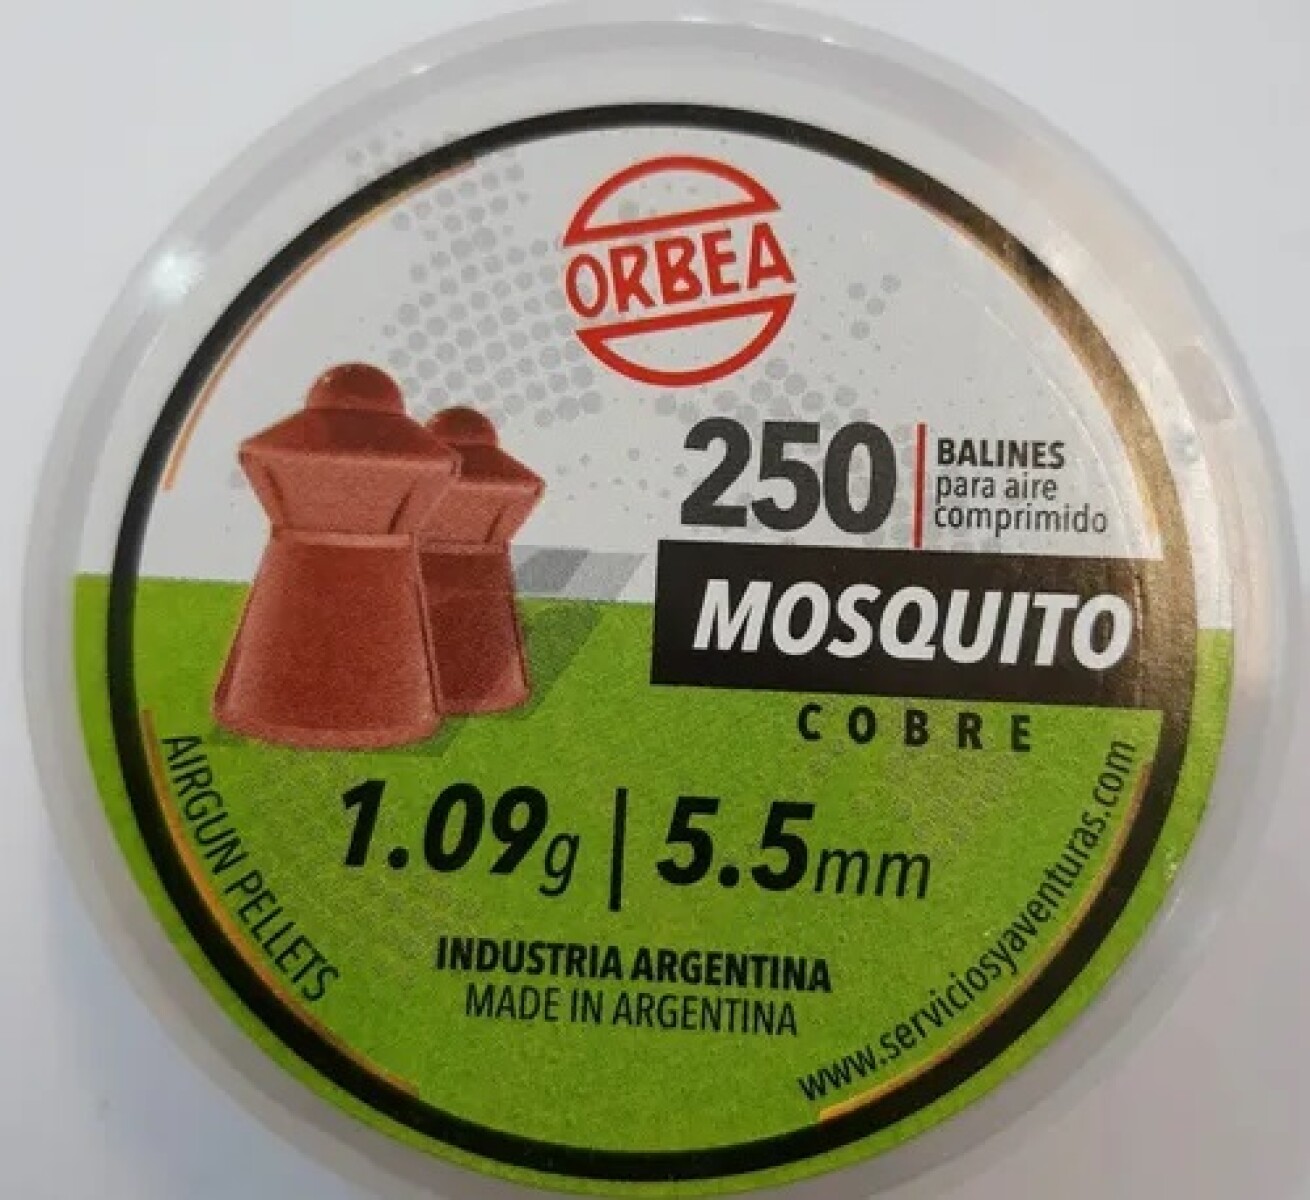 ORBEA
250
BALINES
para aire
comprimido
MOSQUITO
COBRE
1.09g | 5.5mm
INDUSTRIA ARGENTINA
MADE IN ARGENTINA
AIRGUN PELLETS
www.serviciosyaventuras.com